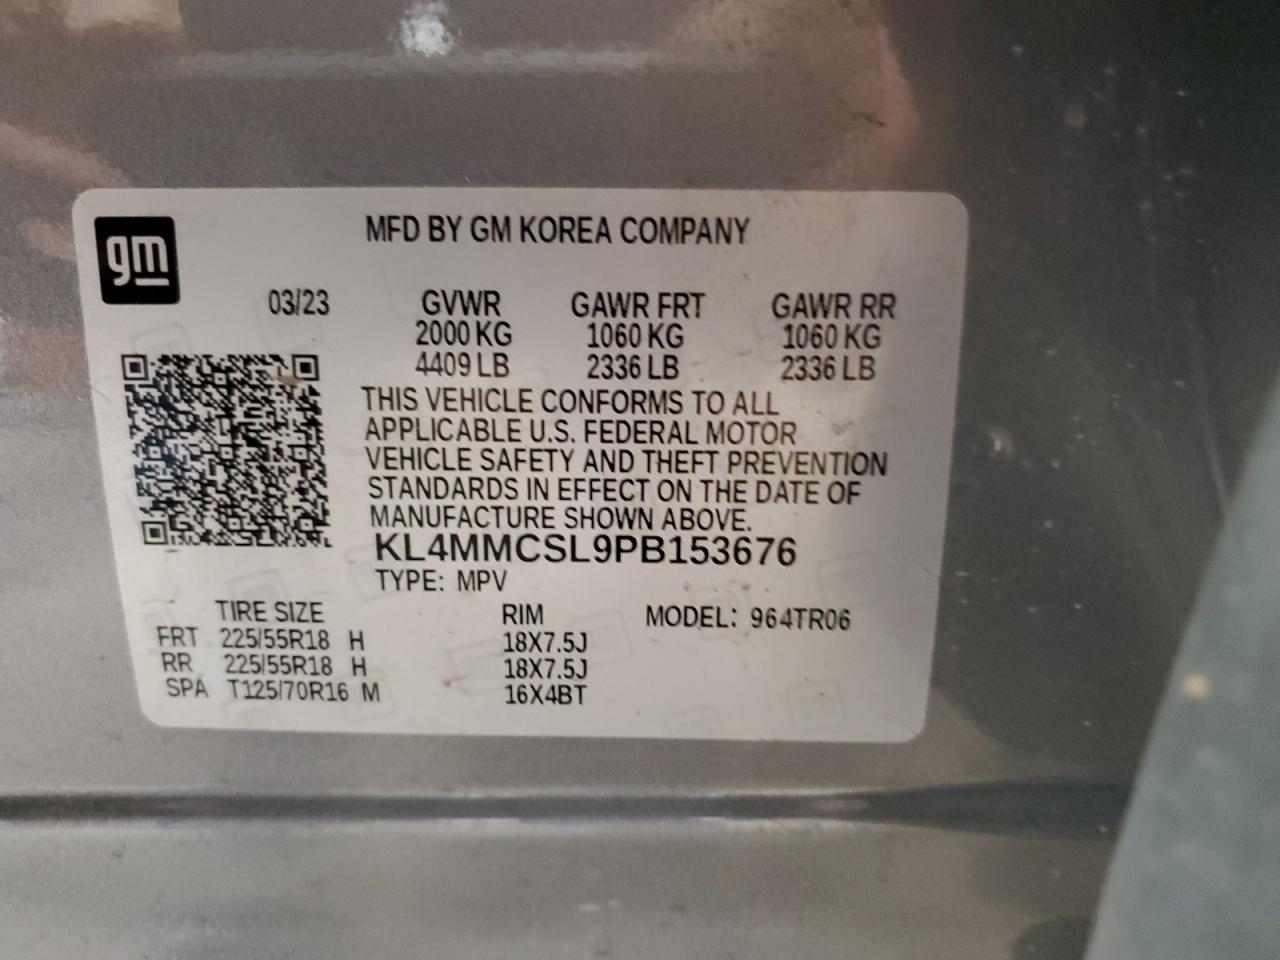 gm
MFD BY GM KOREA COMPANY
03/23 GVWR GAWR FRT GAWR RR
2000 KG 1060 KG 1060 KG
4409 LB 2336 LB 2336 LB
THIS VEHICLE CONFORMS TO ALL
APPLICABLE U.S. FEDERAL MOTOR
VEHICLE SAFETY AND THEFT PREVENTION
STANDARDS IN EFFECT ON THE DATE OF
MANUFACTURE SHOWN ABOVE.
KL4MMCSL9PB153676
TYPE: MPV
TIRE SIZE RIM MODEL: 964TR06
FRT 225/55R18 H 18X7.5J
RR 225/55R18 H 18X7.5J
SPA T125/70R16 M 16X4BT